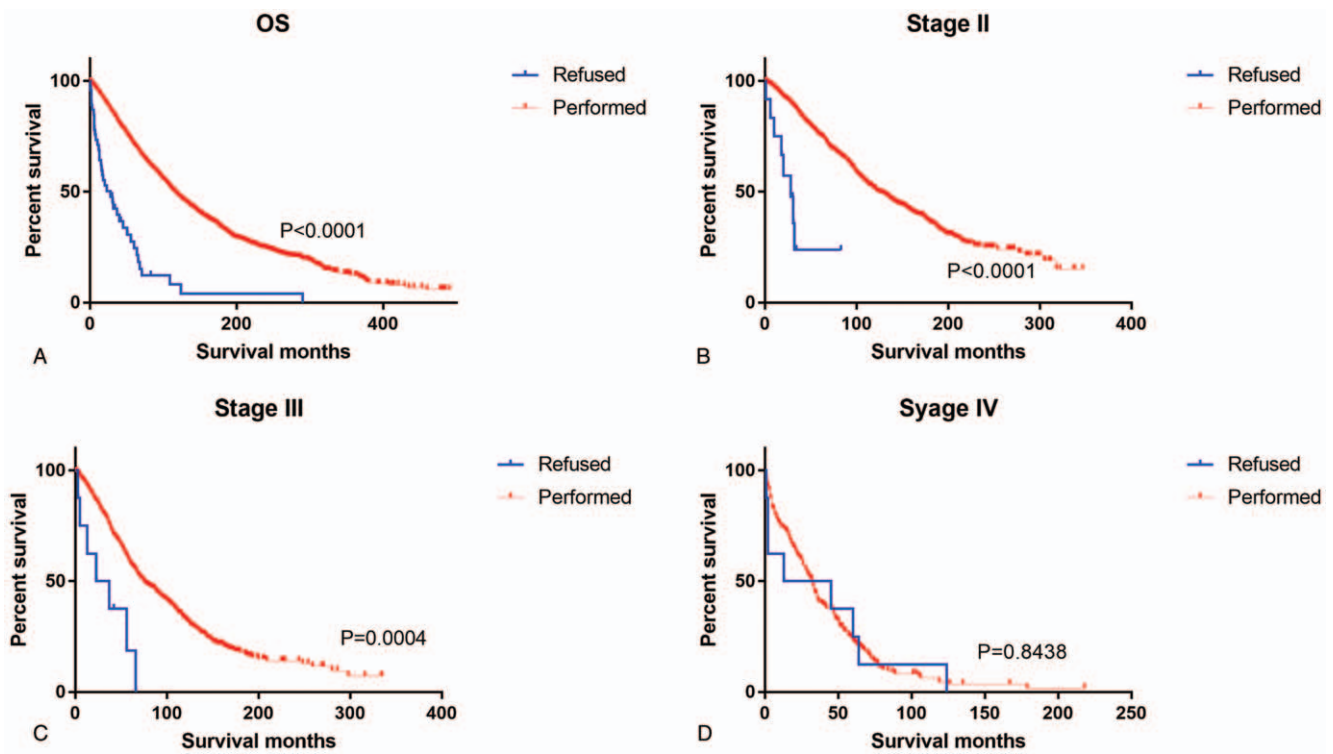 OS
Refused
Performed
Percent survival
100
50
0
P<0.0001
0 200 400
Survival months
A
Stage II
Refused
Performed
Percent survival
100
50
0
P<0.0001
0 100 200 300 400
Survival months
B
Stage III
Refused
Performed
Percent survival
100
50
0
P=0.0004
0 100 200 300 400
Survival months
C
Syage IV
Refused
Performed
Percent survival
100
50
0
P=0.8438
0 50 100 150 200 250
Survival months
D